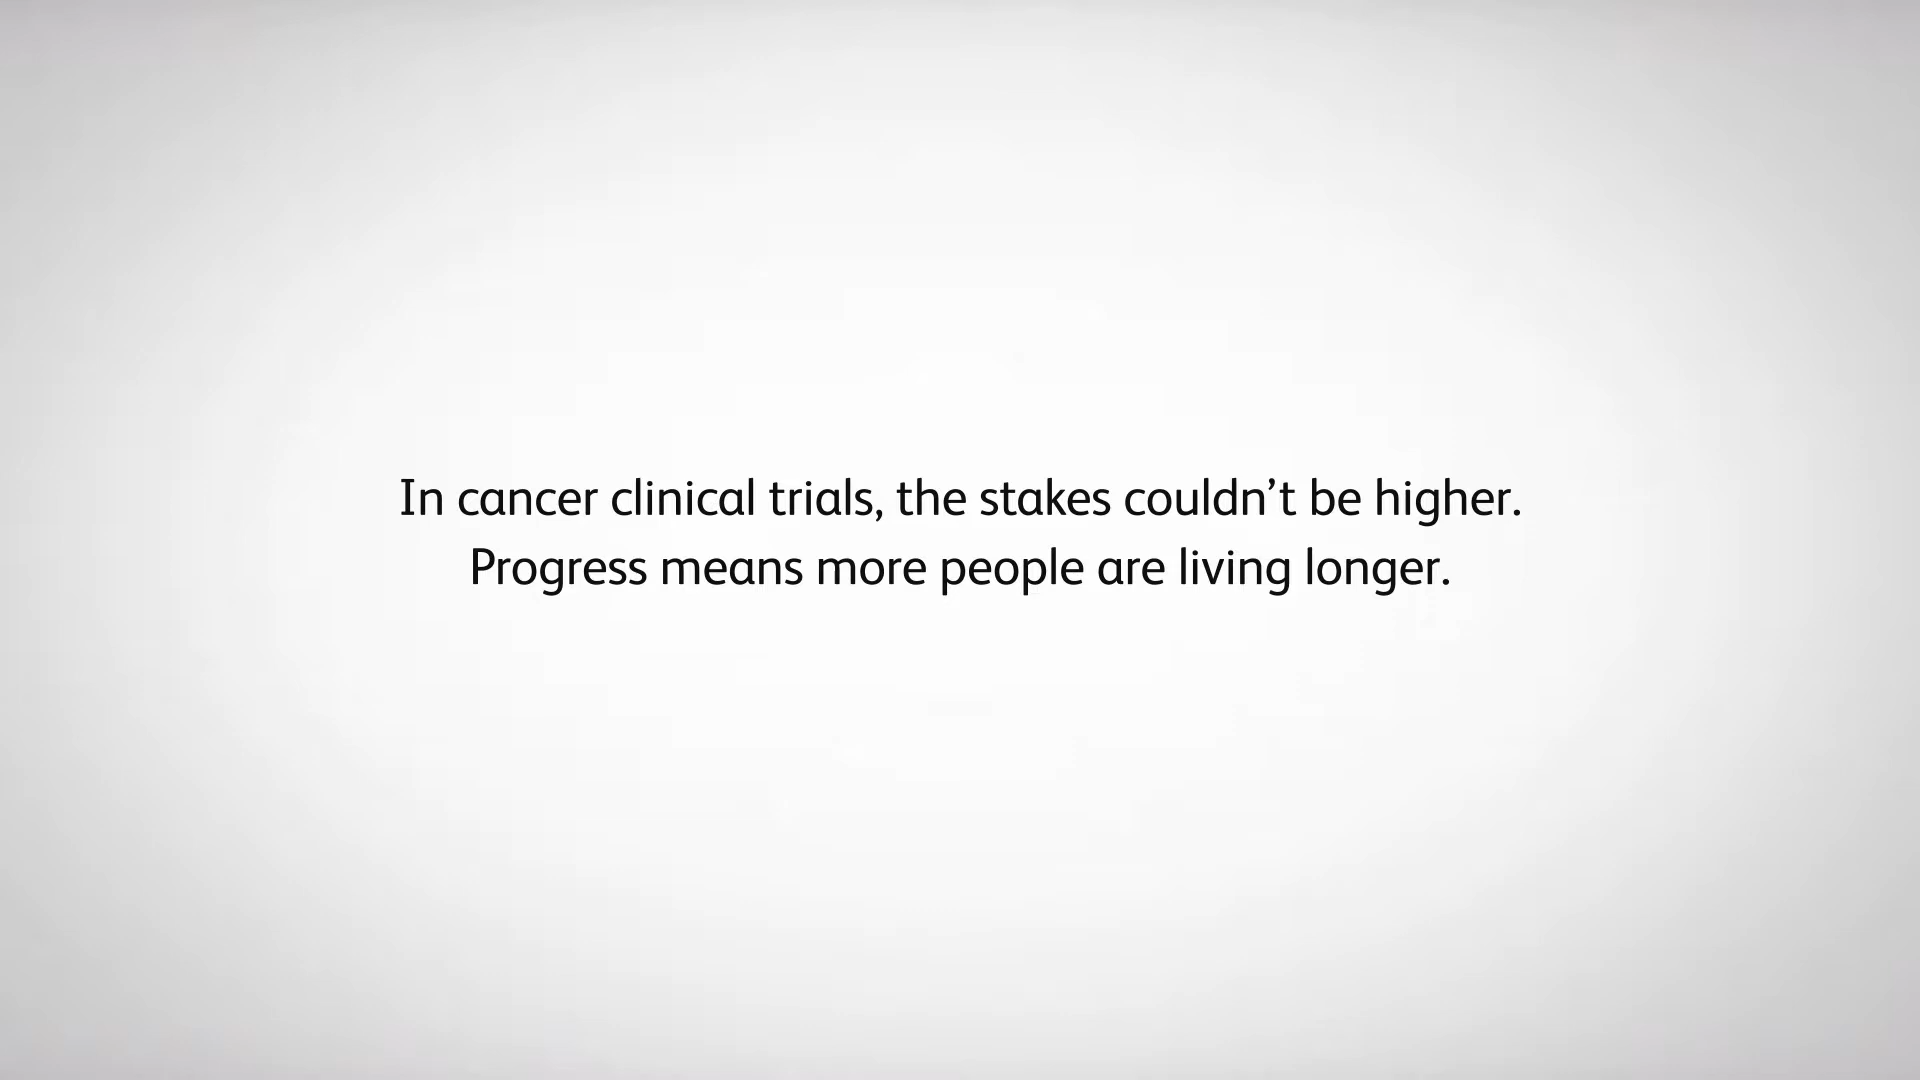 In cancer clinical trials, the stakes couldn’t be higher.
Progress means more people are living longer.